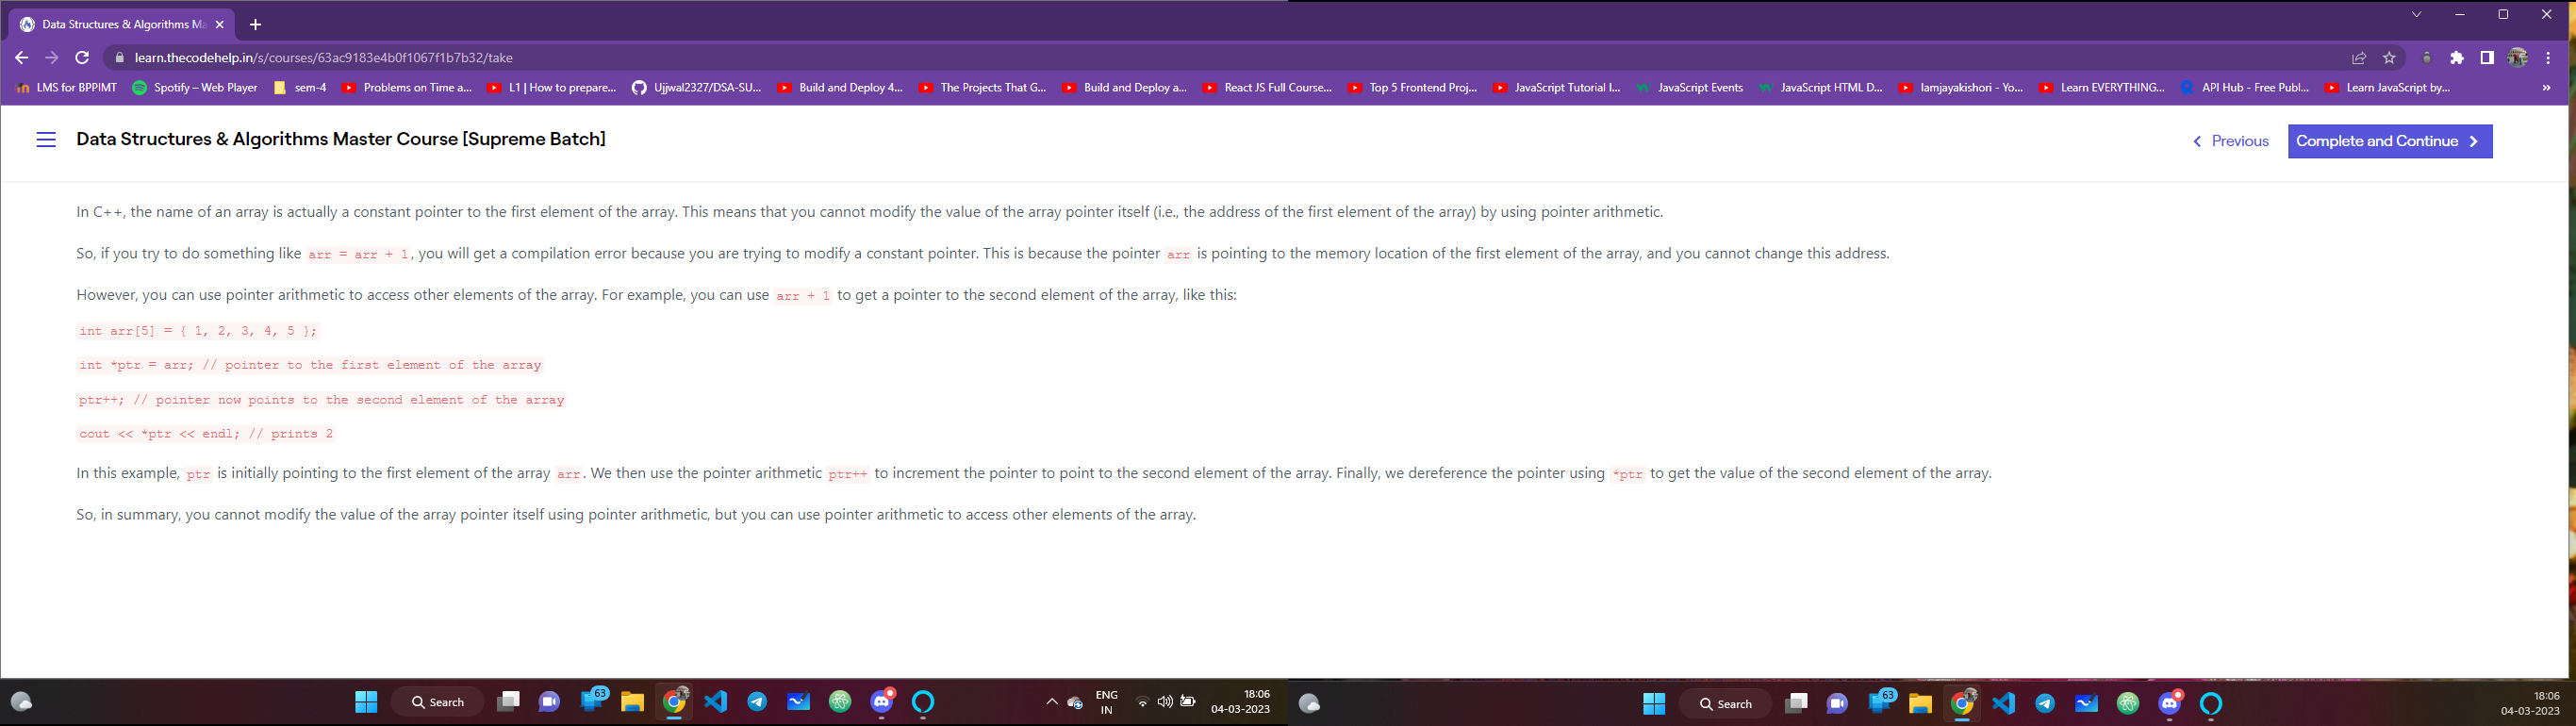 Data Structures & Algorithms Ma
learn.thecodehelp.in/s/courses/63ac9183e4b0f1067f1b7b32/take
LMS for BPPIMT
Spotify – Web Player
sem-4
Problems on Time a...
L1 | How to prepare...
Ujjwal2327/DSA-SU...
Build and Deploy 4...
The Projects That G...
Build and Deploy a...
React JS Full Course...
Top 5 Frontend Proj...
JavaScript Tutorial I...
JavaScript Events
JavaScript HTML D...
Iamjayakishori - Yo...
Learn EVERYTHING...
API Hub - Free Publ...
Learn JavaScript by...
»
Data Structures & Algorithms Master Course [Supreme Batch]
Previous
Complete and Continue
In C++, the name of an array is actually a constant pointer to the first element of the array. This means that you cannot modify the value of the array pointer itself (i.e., the address of the first element of the array) by using pointer arithmetic.
So, if you try to do something like arr = arr + 1, you will get a compilation error because you are trying to modify a constant pointer. This is because the pointer arr is pointing to the memory location of the first element of the array, and you cannot change this address.
However, you can use pointer arithmetic to access other elements of the array. For example, you can use arr + 1 to get a pointer to the second element of the array, like this:
int arr[5] = { 1, 2, 3, 4, 5 };
int *ptr = arr; // pointer to the first element of the array
ptr++; // pointer now points to the second element of the array
cout << *ptr << endl; // prints 2
In this example, ptr is initially pointing to the first element of the array arr. We then use the pointer arithmetic ptr++ to increment the pointer to point to the second element of the array. Finally, we dereference the pointer using *ptr to get the value of the second element of the array.
So, in summary, you cannot modify the value of the array pointer itself using pointer arithmetic, but you can use pointer arithmetic to access other elements of the array.
Search
63
ENG
IN
18:06
04-03-2023
Search
63
18:06
04-03-2023